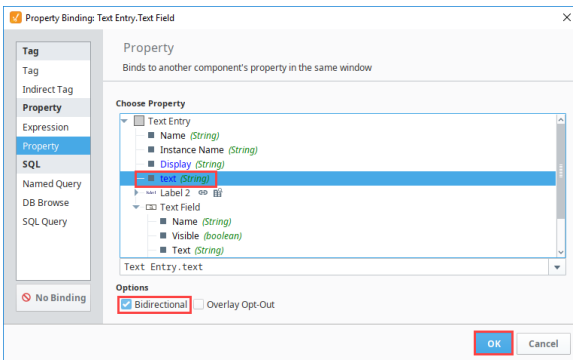 Property Binding: Text Entry.Text Field
Tag
Tag
Indirect Tag
Property
Expression
Property
SQL
Named Query
DB Browse
SQL Query
No Binding
Property
Binds to another component's property in the same window
Choose Property
Text Entry
Name (String)
Instance Name (String)
Display (String)
text (String)
Label 2
Text Field
Name (String)
Visible (boolean)
Text (String)
Text Entry.text
Options
Bidirectional Overlay Opt-Out
OK Cancel